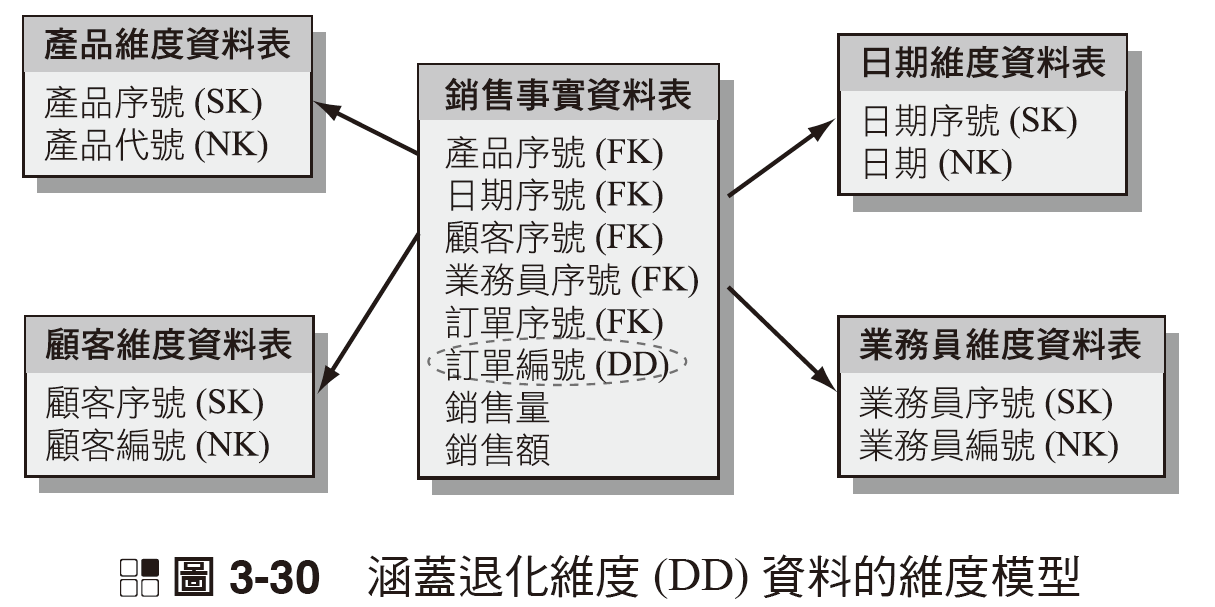 產品維度資料表
產品序號 (SK)
產品代號 (NK)
銷售事實資料表
產品序號 (FK)
日期序號 (FK)
顧客序號 (FK)
業務員序號 (FK)
訂單序號 (FK)
訂單編號 (DD)
銷售量
銷售額
日期維度資料表
日期序號 (SK)
日期 (NK)
顧客維度資料表
顧客序號 (SK)
顧客編號 (NK)
業務員維度資料表
業務員序號 (SK)
業務員編號 (NK)
圖 3-30 涵蓋退化維度 (DD) 資料的維度模型